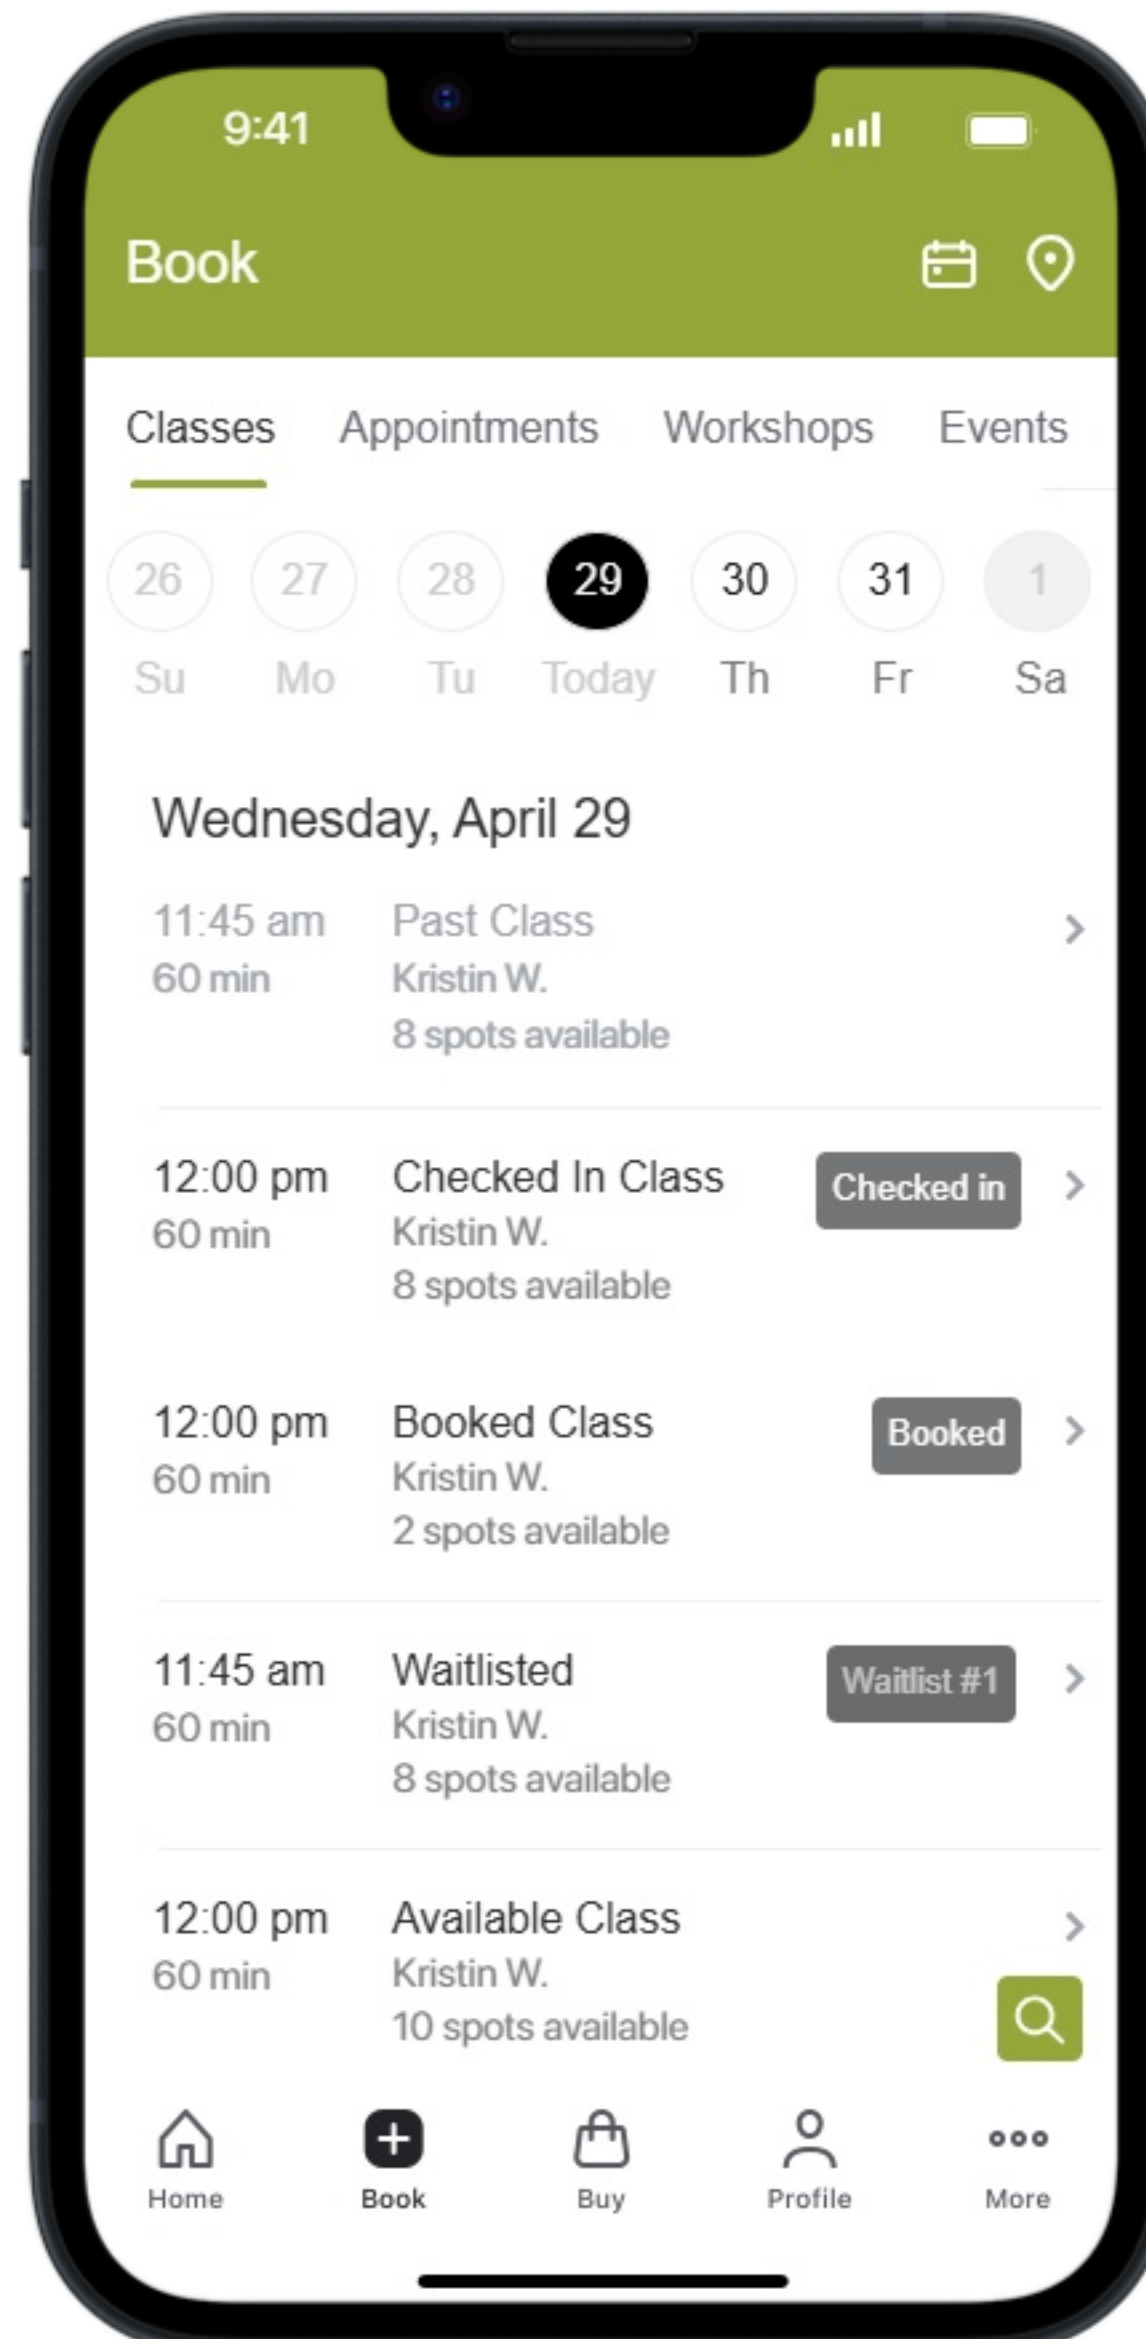 9:41
Book
Classes Appointments Workshops Events
26 27 28 29 30 31 1
Su Mo Tu Today Th Fr Sa
Wednesday, April 29
11:45 am Past Class
60 min Kristin W.
8 spots available
12:00 pm Checked In Class Checked in
60 min Kristin W.
8 spots available
12:00 pm Booked Class Booked
60 min Kristin W.
2 spots available
11:45 am Waitlisted Waitlist #1
60 min Kristin W.
8 spots available
12:00 pm Available Class
60 min Kristin W.
10 spots available
Home Book Buy Profile More